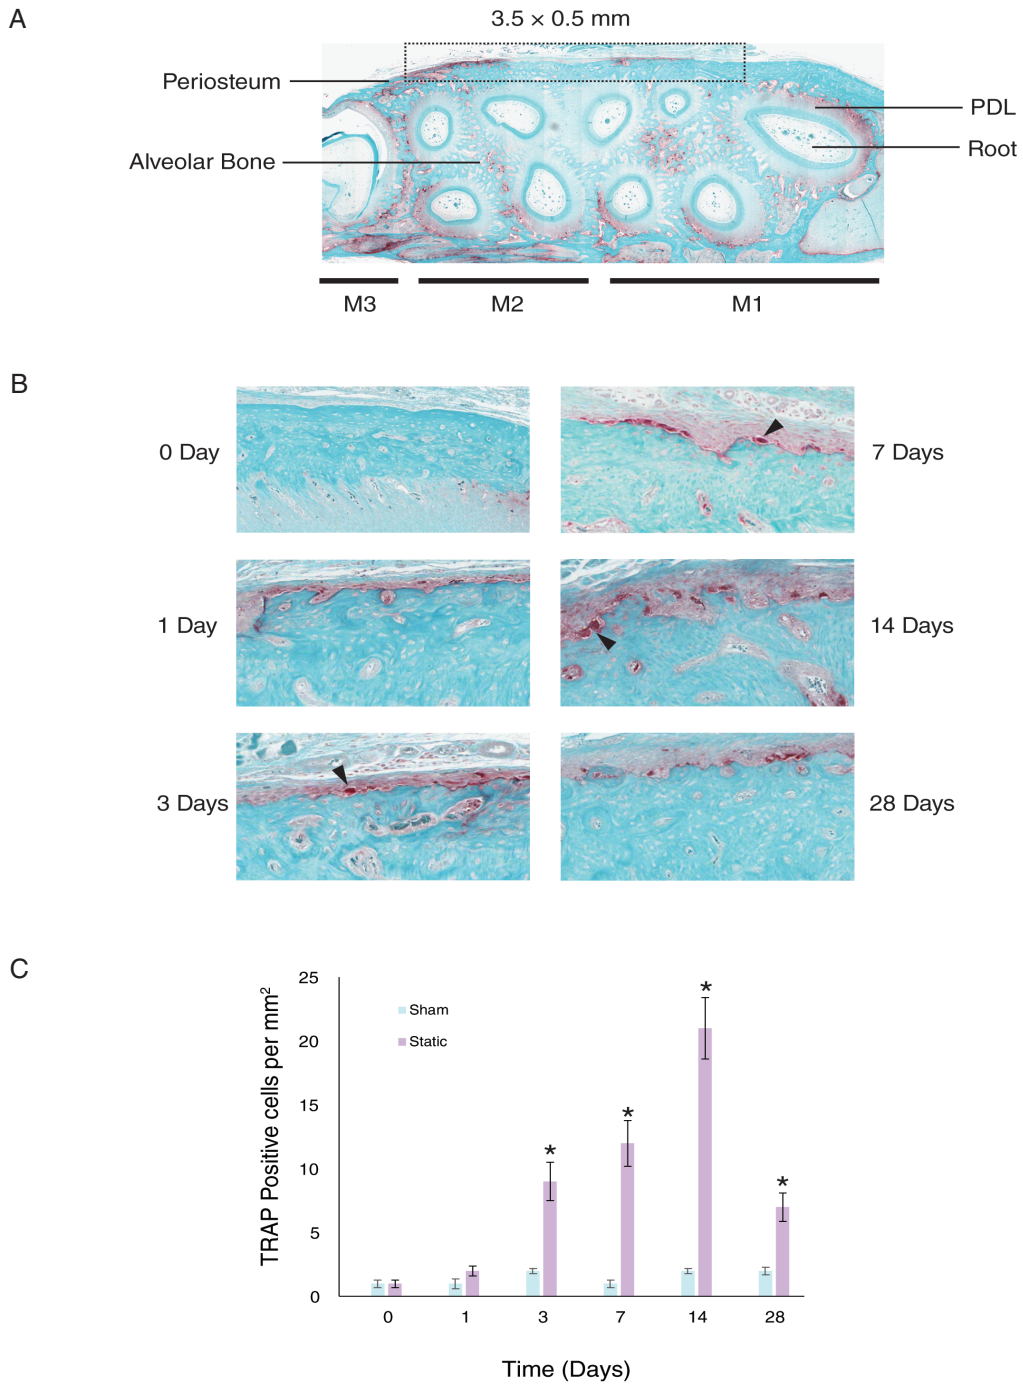 A
3.5 × 0.5 mm
Periosteum
PDL
Alveolar Bone
Root
M3
M2
M1
B
0 Day
7 Days
1 Day
14 Days
3 Days
28 Days
C
TRAP Positive cells per mm²
25
20
15
10
5
0
Sham
Static
*
*
*
*
0
1
3
7
14
28
Time (Days)